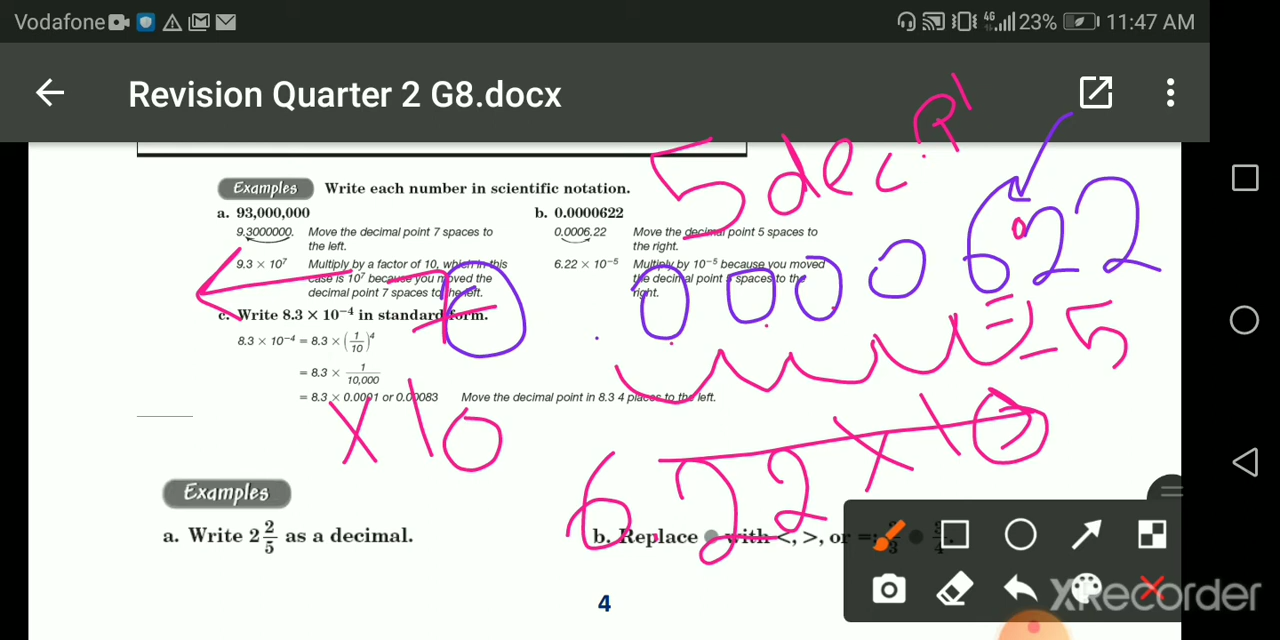 Vodafone 4G 23% 11:47 AM
Revision Quarter 2 G8.docx
5 dec.Pl
Examples Write each number in scientific notation.
a. 93,000,000
b. 0.0000622
9.3000000. Move the decimal point 7 spaces to
the left.
0.0006.22 Move the decimal point 5 spaces to
the right.
9.3 × 10⁷ Multiply by a factor of 10, which in this
case is 10⁷ because you moved the
decimal point 7 spaces to the left.
6.22 × 10⁻⁵ Multiply by 10⁻⁵ because you moved
the decimal point 5 spaces to the
right.
0.0000622
c. Write 8.3 × 10⁻⁴ in standard form.
8.3 × 10⁻⁴ = 8.3 × (1/10)⁴
= 8.3 × 1/10,000
= 8.3 × 0.0001 or 0.00083 Move the decimal point in 8.3 4 places to the left.
+
- 5
× 10
6.22 × 10
Examples
a. Write 2 2/5 as a decimal.
b. Replace ● with <, >, or =;
4
XRecorder